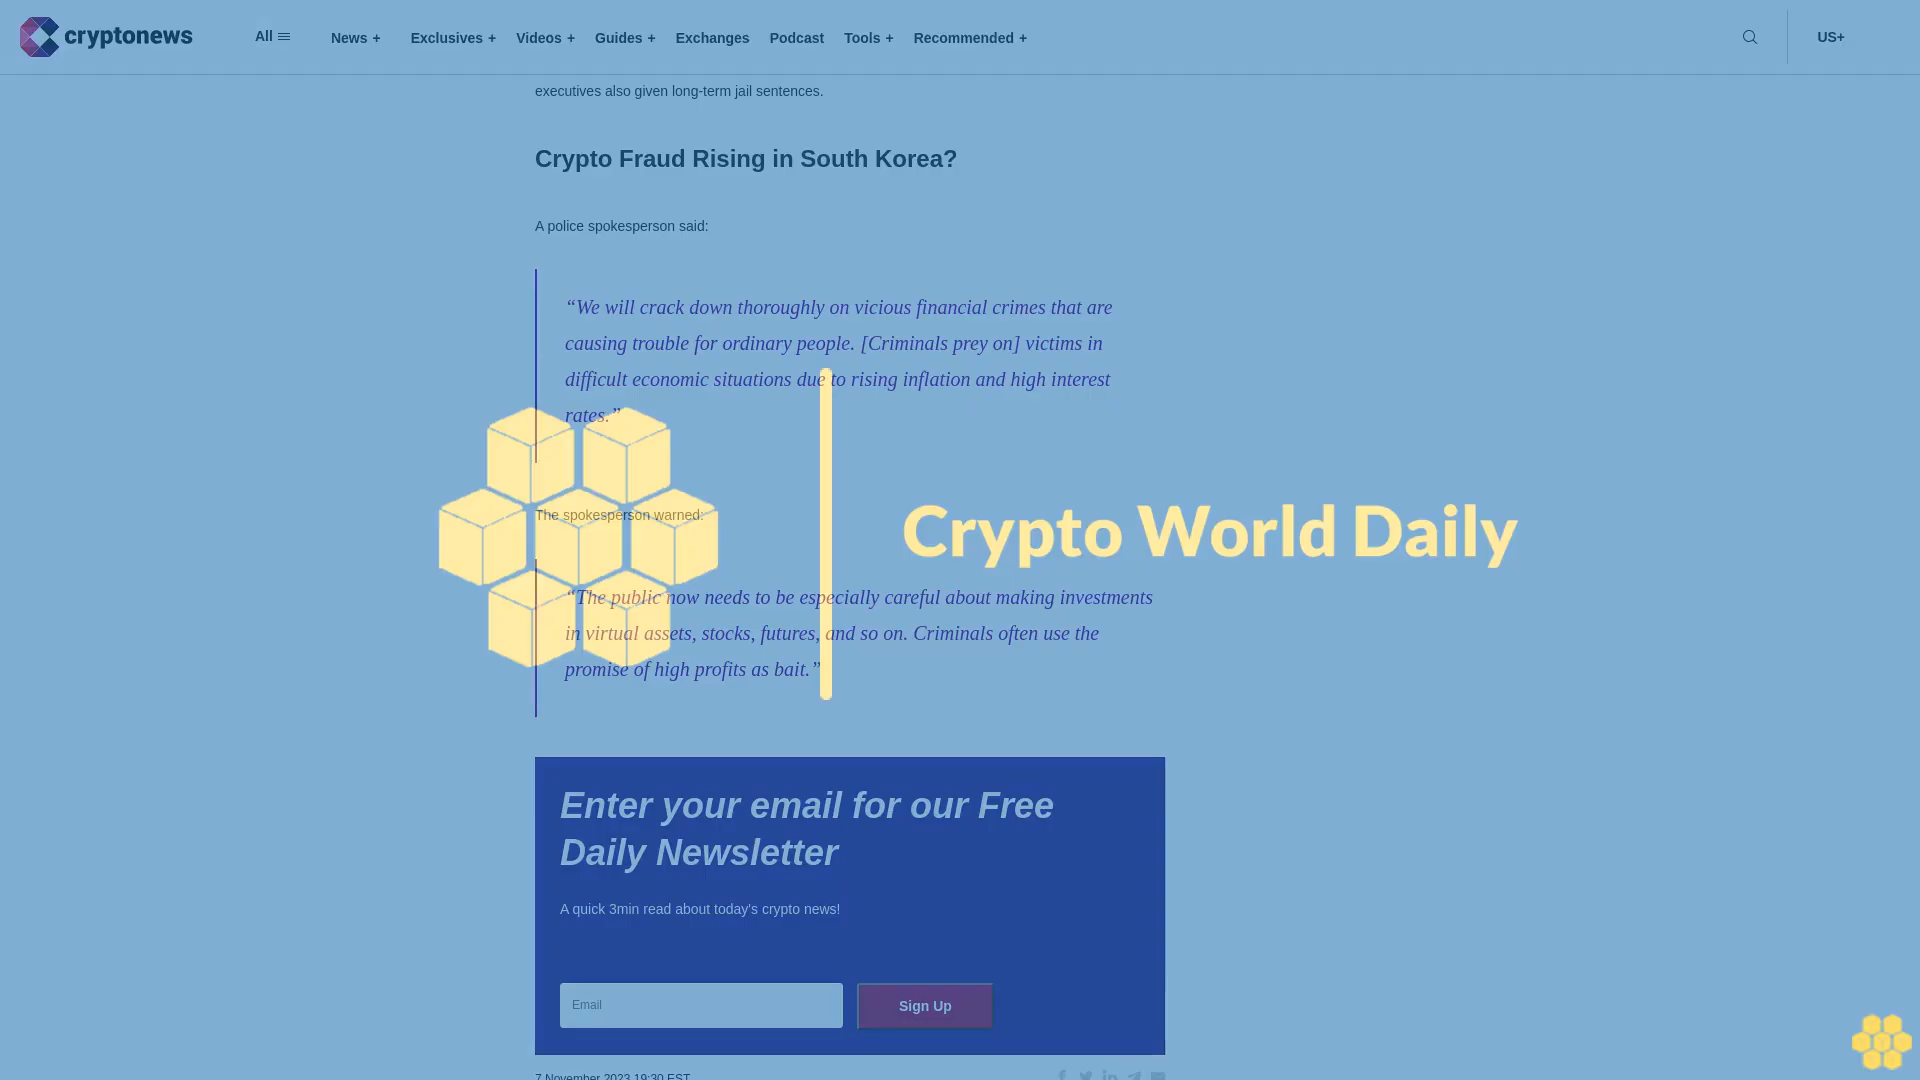 cryptonews
All
News +
Exclusives +
Videos +
Guides +
Exchanges
Podcast
Tools +
Recommended +
US+
executives also given long-term jail sentences.
Crypto Fraud Rising in South Korea?
A police spokesperson said:
“We will crack down thoroughly on vicious financial crimes that are
causing trouble for ordinary people. [Criminals prey on] victims in
difficult economic situations due to rising inflation and high interest
rates.”
The spokesperson warned:
Crypto World Daily
“The public now needs to be especially careful about making investments
in virtual assets, stocks, futures, and so on. Criminals often use the
promise of high profits as bait.”
Enter your email for our Free
Daily Newsletter
A quick 3min read about today's crypto news!
Email
Sign Up
7 November 2023 19:30 EST